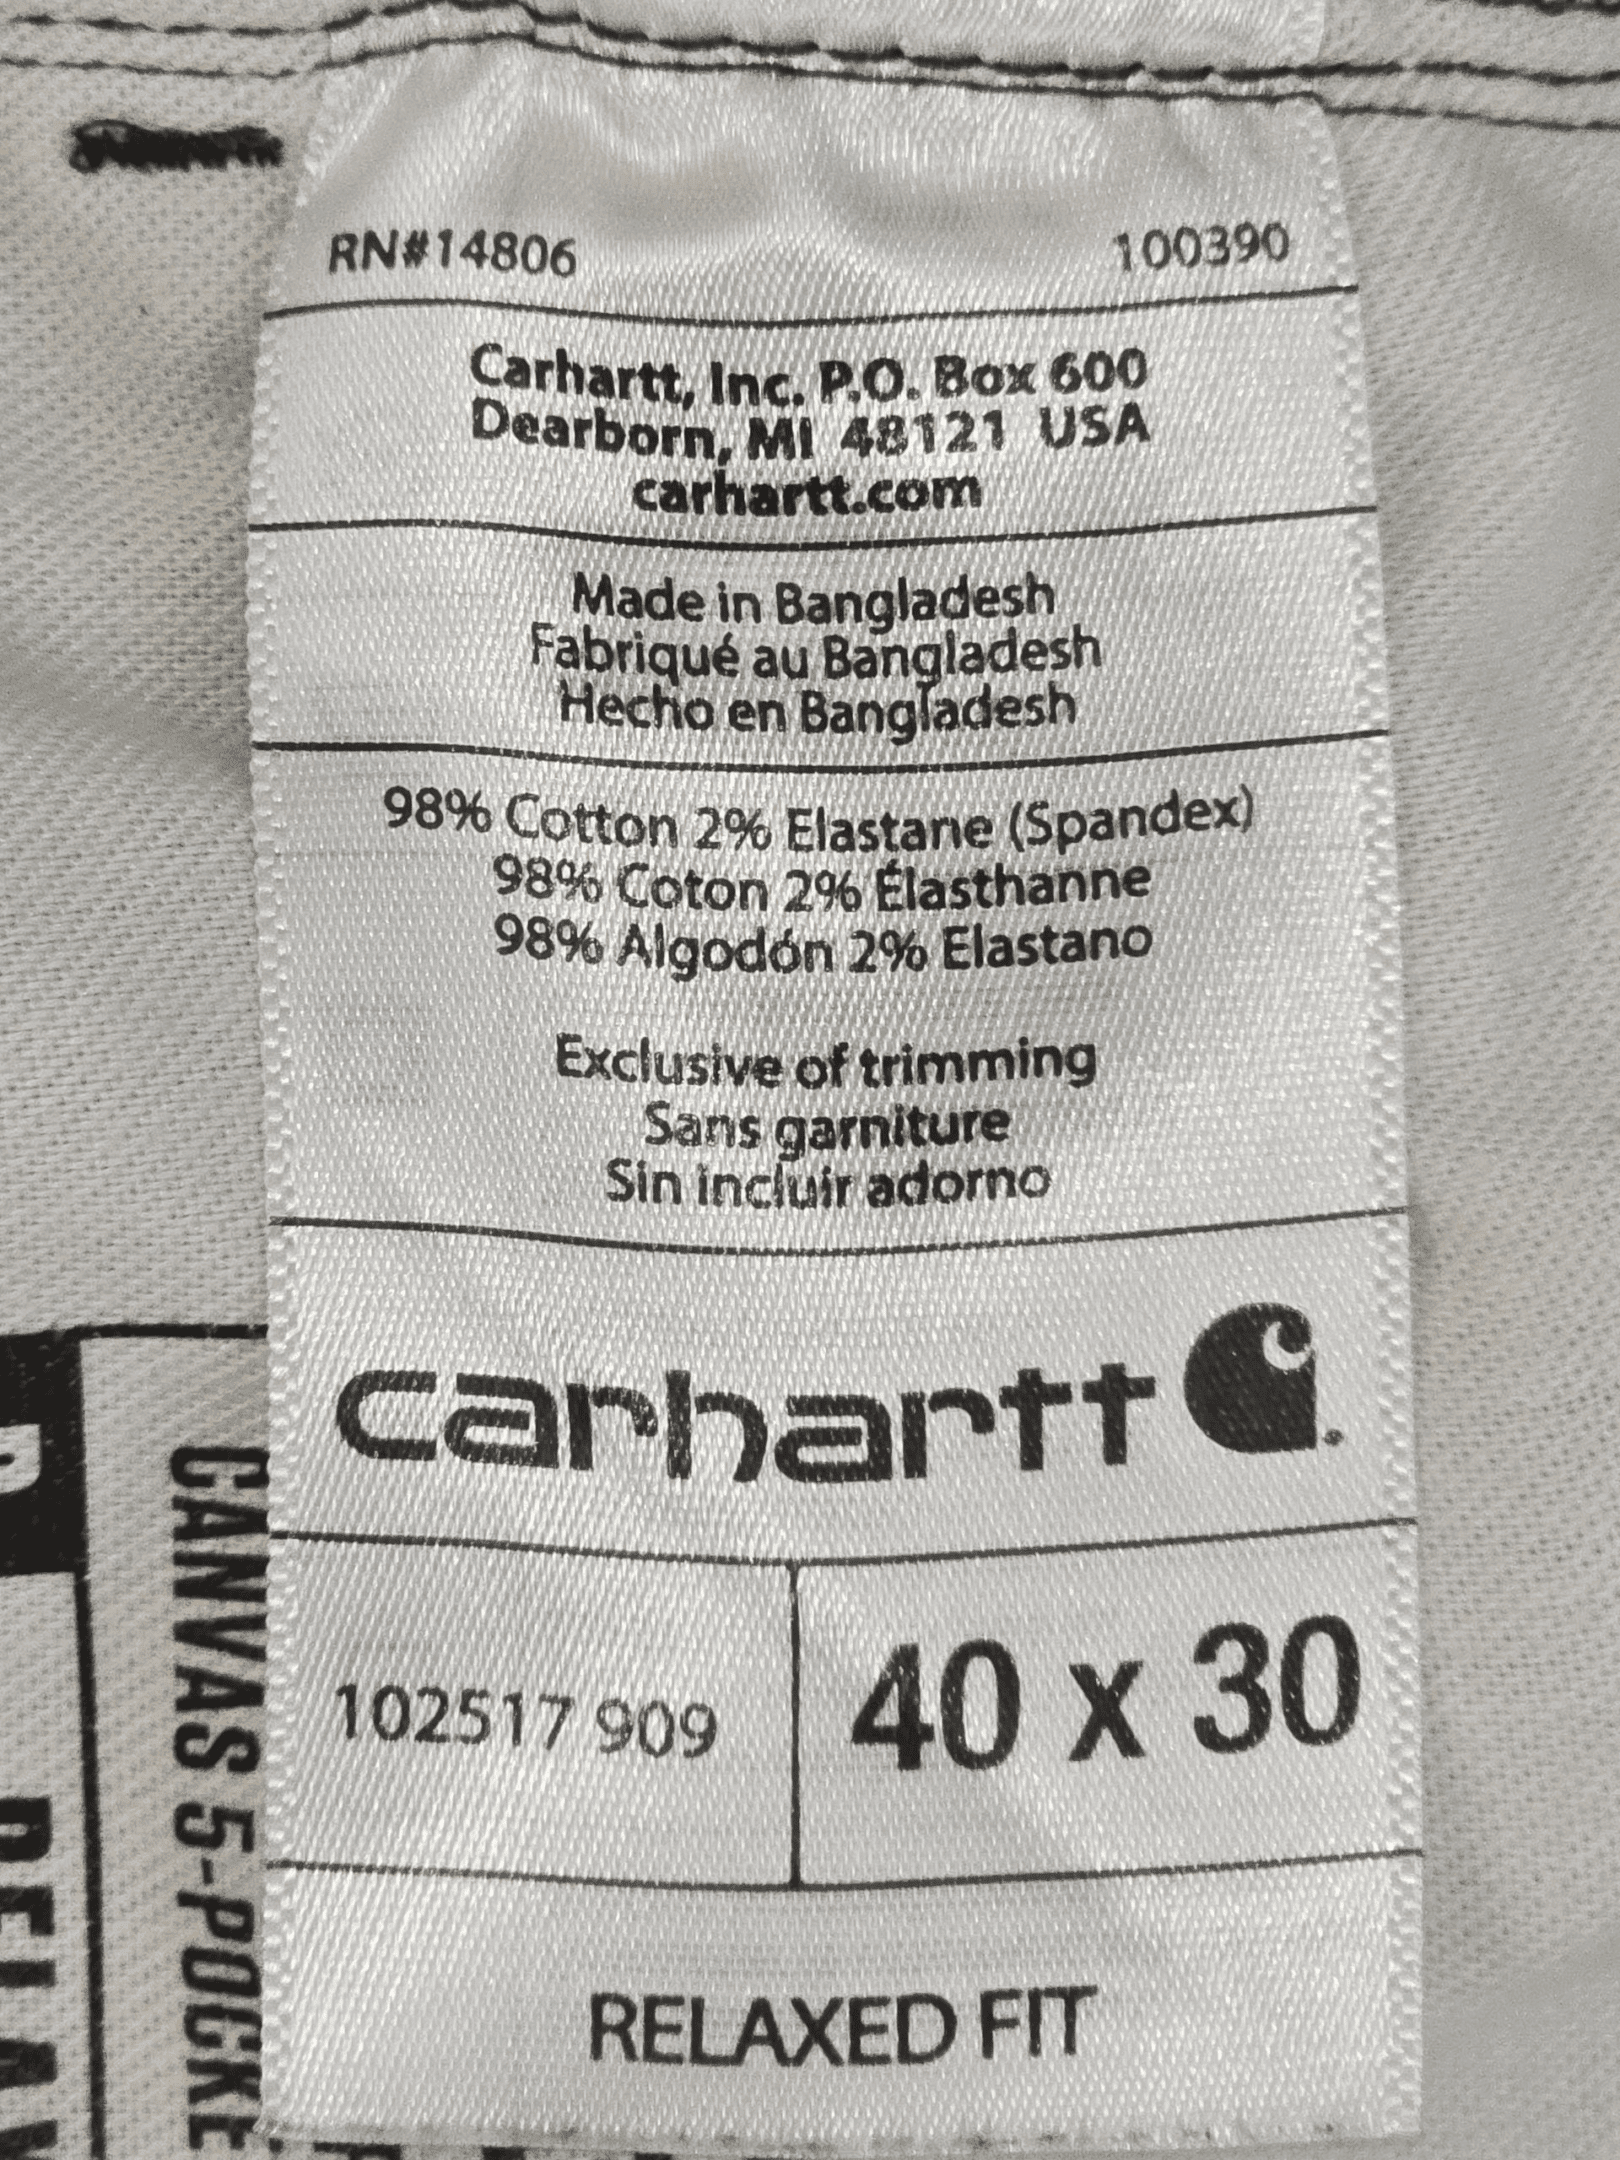 RN#14806 100390
Carhartt, Inc. P.O. Box 600
Dearborn, MI 48121 USA
carhartt.com
Made in Bangladesh
Fabriqué au Bangladesh
Hecho en Bangladesh
98% Cotton 2% Elastane (Spandex)
98% Coton 2% Élasthanne
98% Algodón 2% Elastano
Exclusive of trimming
Sans garniture
Sin incluir adorno
carhartt
102517 909
40 x 30
RELAXED FIT
CANVAS 5-POCKE